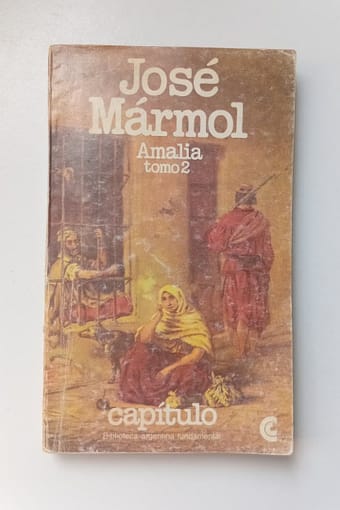 José
Mármol
Amalia
tomo 2
capítulo
Biblioteca argentina fundamental